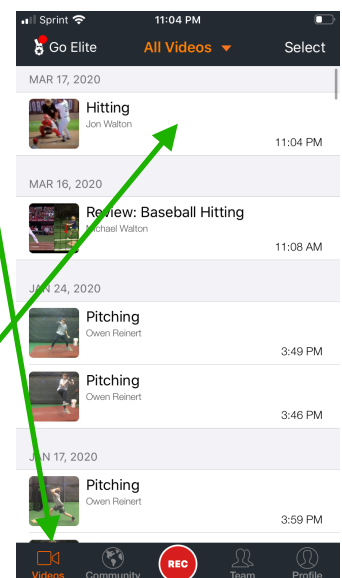 Sprint 11:04 PM
Go Elite All Videos Select
MAR 17, 2020
Hitting
Jon Walton
11:04 PM
MAR 16, 2020
Review: Baseball Hitting
Michael Walton
11:08 AM
JAN 24, 2020
Pitching
Owen Reinert
3:49 PM
Pitching
Owen Reinert
3:46 PM
JAN 17, 2020
Pitching
Owen Reinert
3:59 PM
REC
Videos Community Team Profile